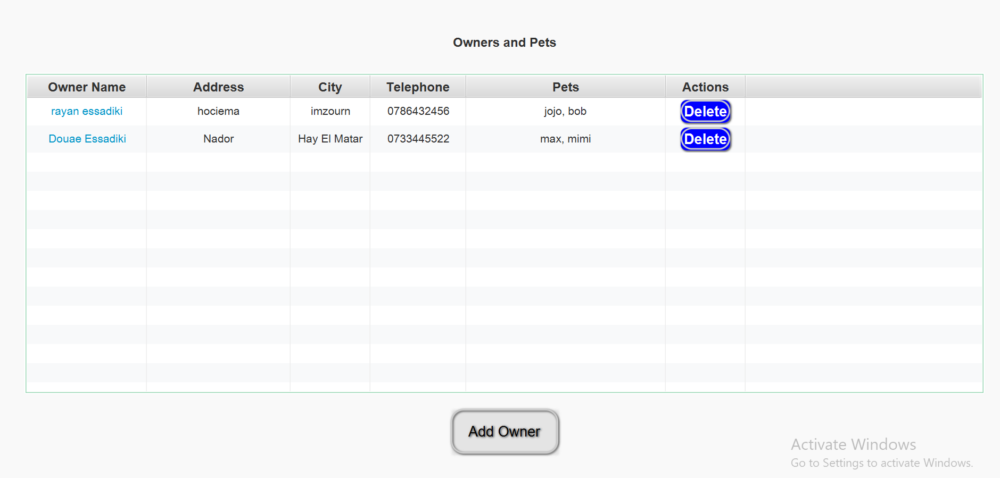 Owners and Pets
Owner Name Address City Telephone Pets Actions
rayan essadiki hociema imzourn 0786432456 jojo, bob Delete
Douae Essadiki Nador Hay El Matar 0733445522 max, mimi Delete
Add Owner
Activate Windows
Go to Settings to activate Windows.